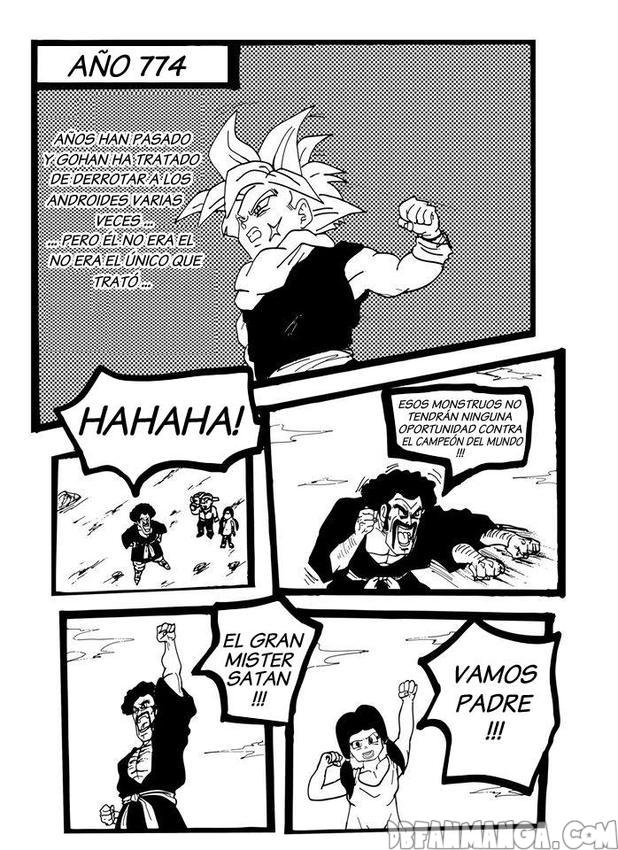 AÑO 774
AÑOS HAN PASADO
Y GOHAN HA TRATADO
DE DERROTAR A LOS
ANDROIDES VARIAS
VECES ...
... PERO ÉL NO ERA EL
NO ERA EL ÚNICO QUE
TRATÓ ...
HAHAHA!
ESOS MONSTRUOS NO
TENDRÁN NINGUNA
OPORTUNIDAD CONTRA
EL CAMPEÓN DEL MUNDO
!!!
EL GRAN
MISTER
SATAN
!!!
VAMOS
PADRE
!!!
DBFANMANGA.COM